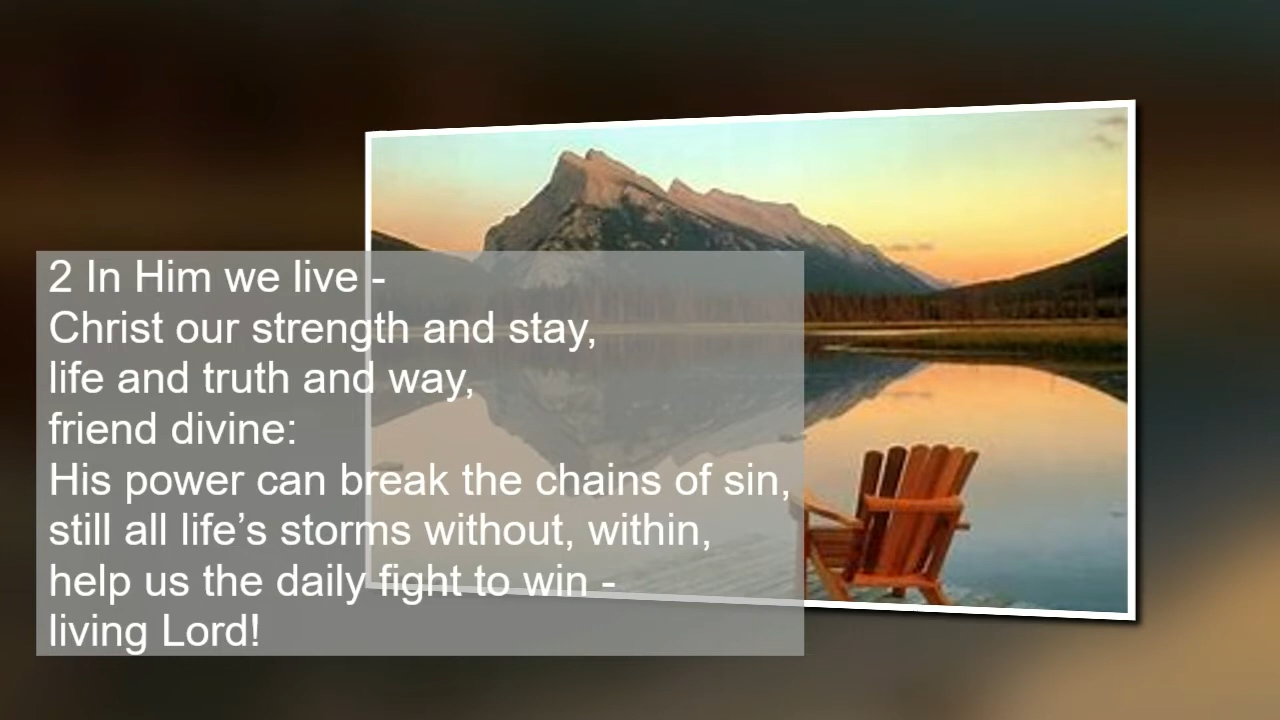 2 In Him we live -
Christ our strength and stay,
life and truth and way,
friend divine:
His power can break the chains of sin,
still all life’s storms without, within,
help us the daily fight to win -
living Lord!